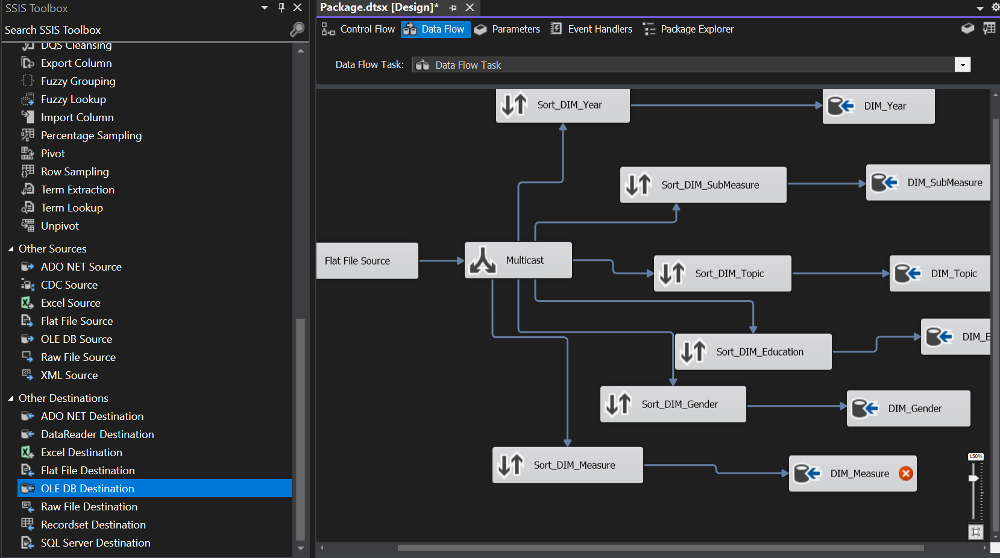 SSIS Toolbox
Search SSIS Toolbox
DQS Cleansing
Export Column
Fuzzy Grouping
Fuzzy Lookup
Import Column
Percentage Sampling
Pivot
Row Sampling
Term Extraction
Term Lookup
Unpivot
Other Sources
ADO NET Source
CDC Source
Excel Source
Flat File Source
OLE DB Source
Raw File Source
XML Source
Other Destinations
ADO NET Destination
DataReader Destination
Excel Destination
Flat File Destination
OLE DB Destination
Raw File Destination
Recordset Destination
SQL Server Destination
Package.dtsx [Design]*
Control Flow Data Flow Parameters Event Handlers Package Explorer
Data Flow Task: Data Flow Task
Sort_DIM_Year DIM_Year
Sort_DIM_SubMeasure DIM_SubMeasure
Flat File Source Multicast
Sort_DIM_Topic DIM_Topic
Sort_DIM_Education DIM_E
Sort_DIM_Gender DIM_Gender
Sort_DIM_Measure DIM_Measure
150%